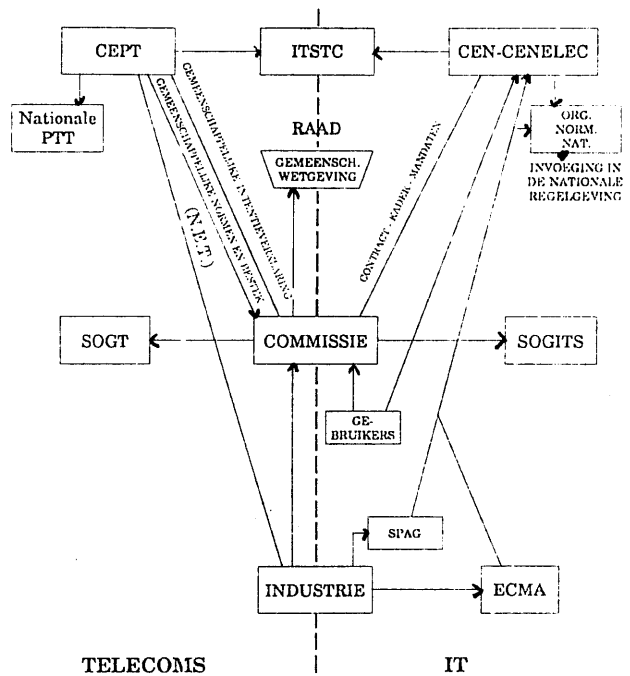 CEPT
ITSTC
CEN-CENELEC
Nationale
PTT
RAAD
GEMEENSCH.
WETGEVING
ORG.
NORM.
NAT.
INVOEGING IN
DE NATIONALE
REGELGEVING
GEMEENSCHAPPELIJKE INTENTIEVERKLARING
GEMEENSCHAPPELIJKE NORMEN EN BESTEK
(N.E.T.)
CONTRACT - KADER - MANDATEN
SOGT
COMMISSIE
SOGITS
GE-
BRUIKERS
SPAG
INDUSTRIE
ECMA
TELECOMS
IT